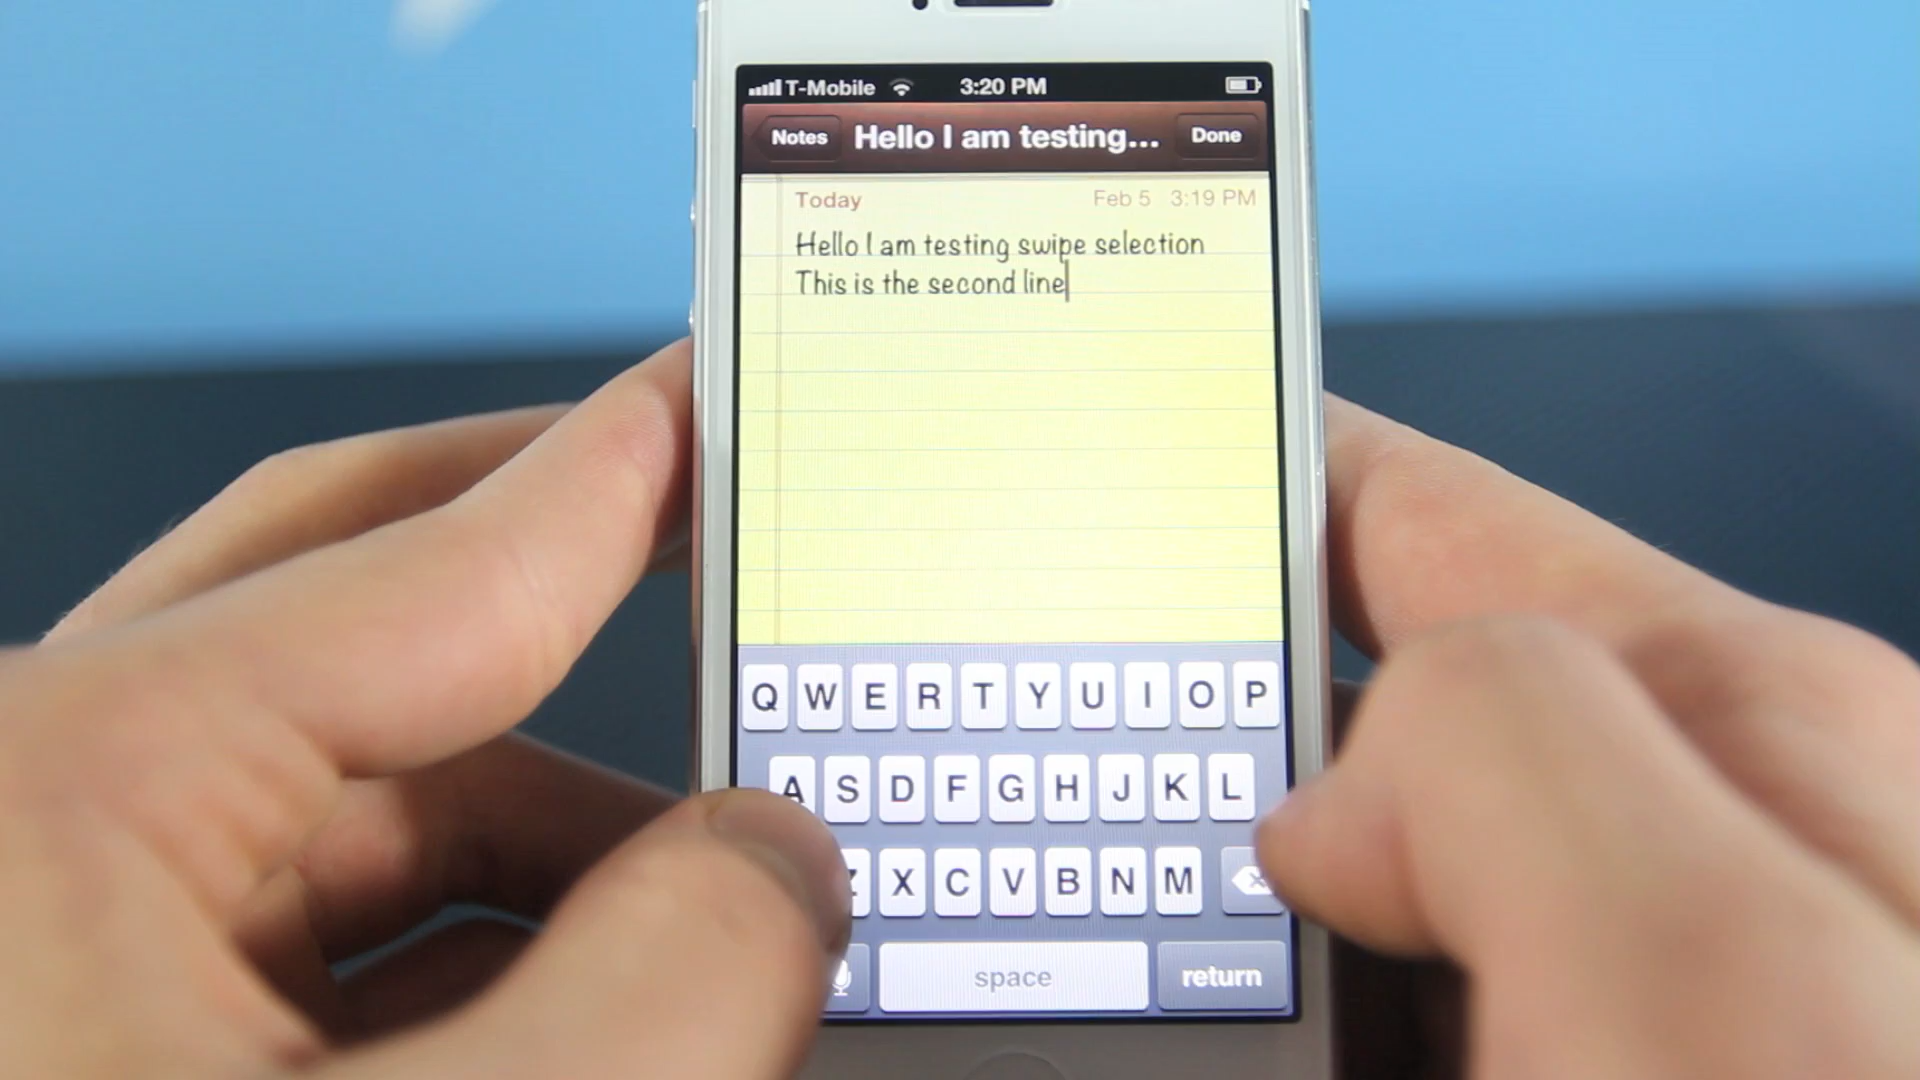 T-Mobile 3:20 PM
Notes Hello I am testing... Done
Today Feb 5 3:19 PM
Hello I am testing swipe selection
This is the second line
Q W E R T Y U I O P
A S D F G H J K L
Z X C V B N M
space return